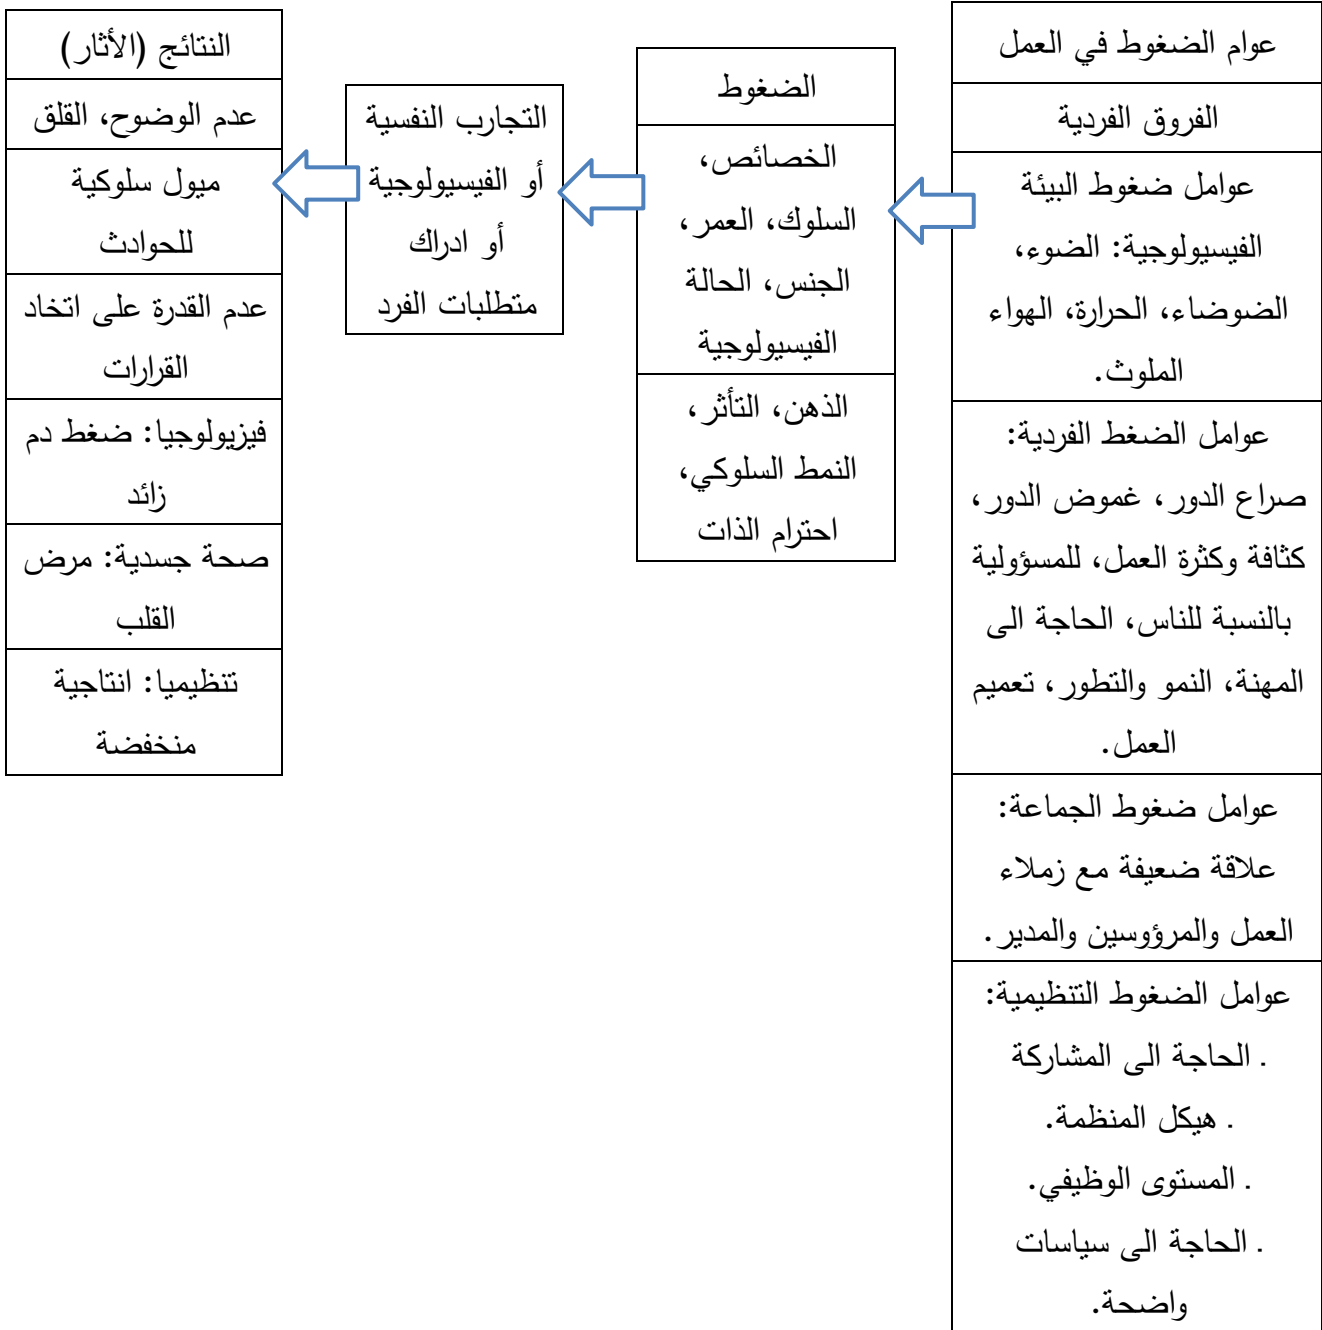 عوام الضغوط في العمل
الفروق الفردية
عوامل ضغوط البيئة
الفيسيولوجية: الضوء،
الضوضاء، الحرارة، الهواء
الملوث.
عوامل الضغط الفردية:
صراع الدور، غموض الدور،
كثافة وكثرة العمل، للمسؤولية
بالنسبة للناس، الحاجة الى
المهنة، النمو والتطور، تعميم
العمل.
عوامل ضغوط الجماعة:
علاقة ضعيفة مع زملاء
العمل والمرؤوسين والمدير.
عوامل الضغوط التنظيمية:
. الحاجة الى المشاركة
. هيكل المنظمة.
. المستوى الوظيفي.
. الحاجة الى سياسات
واضحة.
الضغوط
الخصائص،
السلوك، العمر،
الجنس، الحالة
الفيسيولوجية
الذهن، التأثر،
النمط السلوكي،
احترام الذات
التجارب النفسية
أو الفيسيولوجية
أو ادراك
متطلبات الفرد
النتائج (الأثار)
عدم الوضوح، القلق
ميول سلوكية
للحوادث
عدم القدرة على اتخاد
القرارات
فيزيولوجيا: ضغط دم
زائد
صحة جسدية: مرض
القلب
تنظيميا: انتاجية
منخفضة